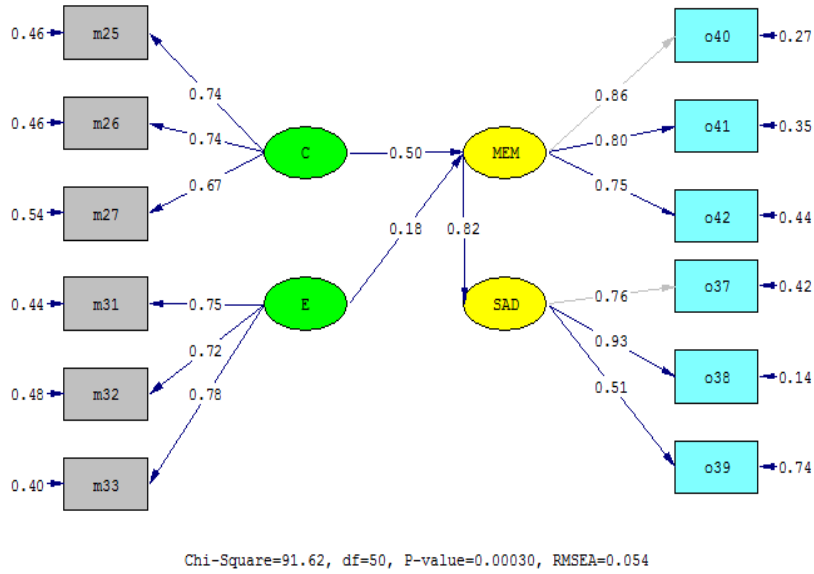 0.46 m25 o40 0.27
0.74 0.86
0.46 m26 o41 0.35
0.74 C 0.50 MEM 0.80
0.67 0.75
0.54 m27 o42 0.44
0.18 0.82
0.44 m31 0.75 E SAD 0.76 o37 0.42
0.72 0.93
0.48 m32 0.78 0.51 o38 0.14
0.40 m33 o39 0.74
Chi-Square=91.62, df=50, P-value=0.00030, RMSEA=0.054